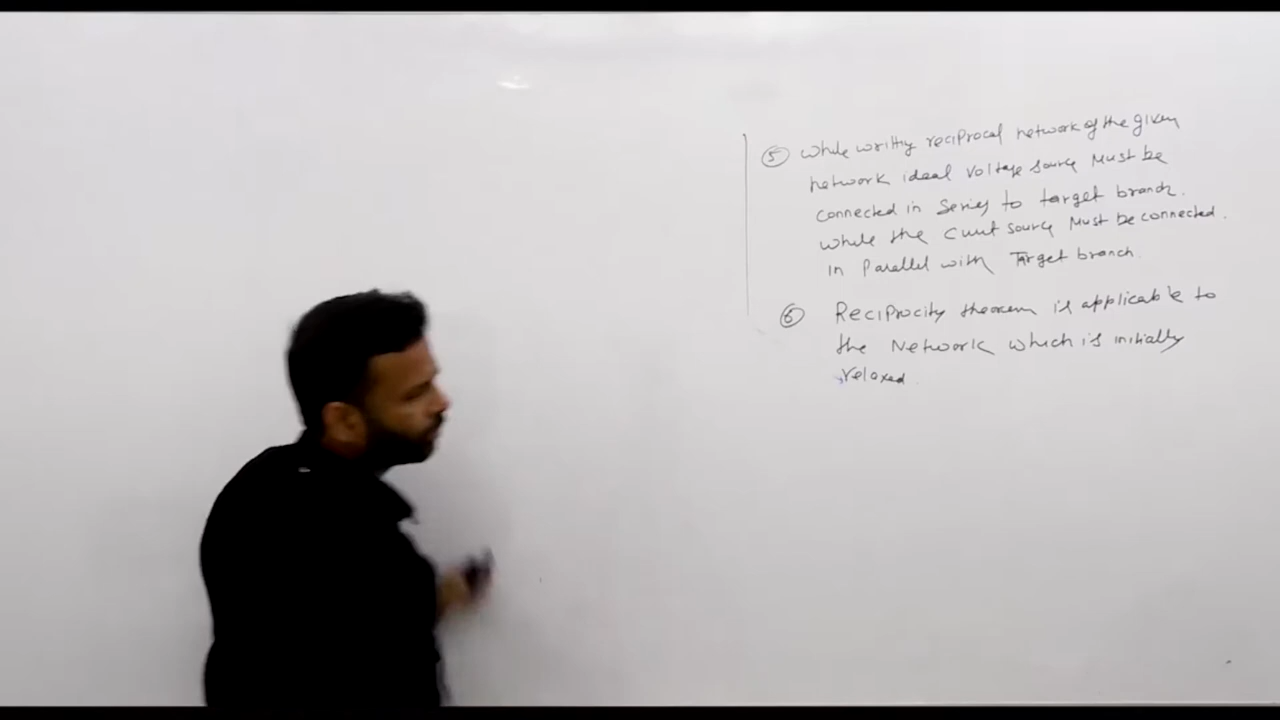 ⑤ While writing reciprocal network of the given
network ideal voltage source Must be
connected in series to target branch.
while the source Must be connected.
in Parallel with Target branch.
⑥ Reciprocity theorem is applicable to
the Network which is initially
relaxed.